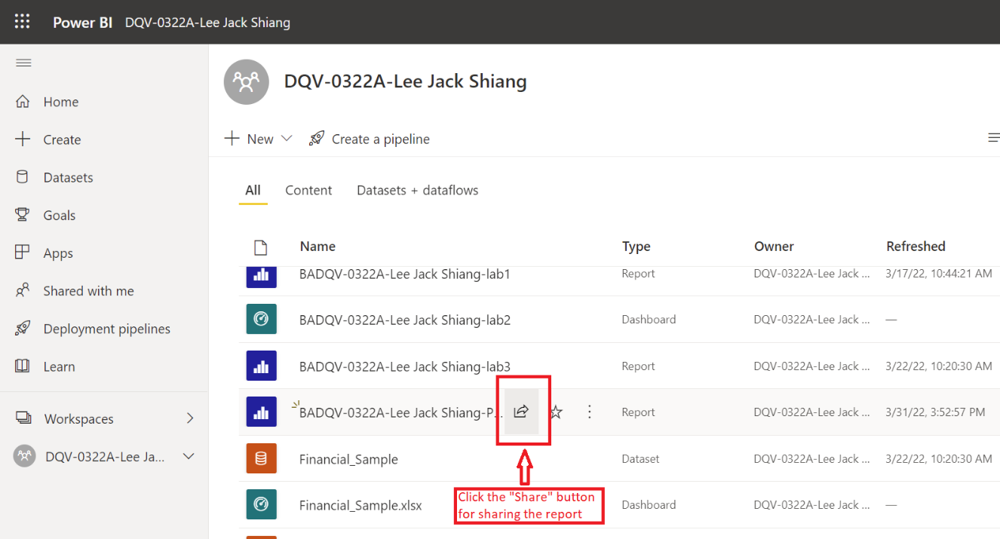 Power BI DQV-0322A-Lee Jack Shiang
Home
Create
Datasets
Goals
Apps
Shared with me
Deployment pipelines
Learn
Workspaces
DQV-0322A-Lee Ja...
DQV-0322A-Lee Jack Shiang
New Create a pipeline
All Content Datasets + dataflows
Name Type Owner Refreshed
BADQV-0322A-Lee Jack Shiang-lab1 Report DQV-0322A-Lee Jack ... 3/17/22, 10:44:21 AM
BADQV-0322A-Lee Jack Shiang-lab2 Dashboard DQV-0322A-Lee Jack ... —
BADQV-0322A-Lee Jack Shiang-lab3 Report DQV-0322A-Lee Jack ... 3/22/22, 10:20:30 AM
BADQV-0322A-Lee Jack Shiang-P... Report DQV-0322A-Lee Jack ... 3/31/22, 3:52:57 PM
Financial_Sample Dataset DQV-0322A-Lee Jack ... 3/22/22, 10:20:30 AM
Financial_Sample.xlsx Dashboard DQV-0322A-Lee Jack ... —
Click the "Share" button
for sharing the report